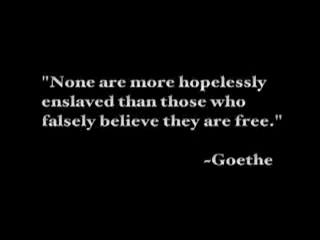 "None are more hopelessly
enslaved than those who
falsely believe they are free."
~Goethe